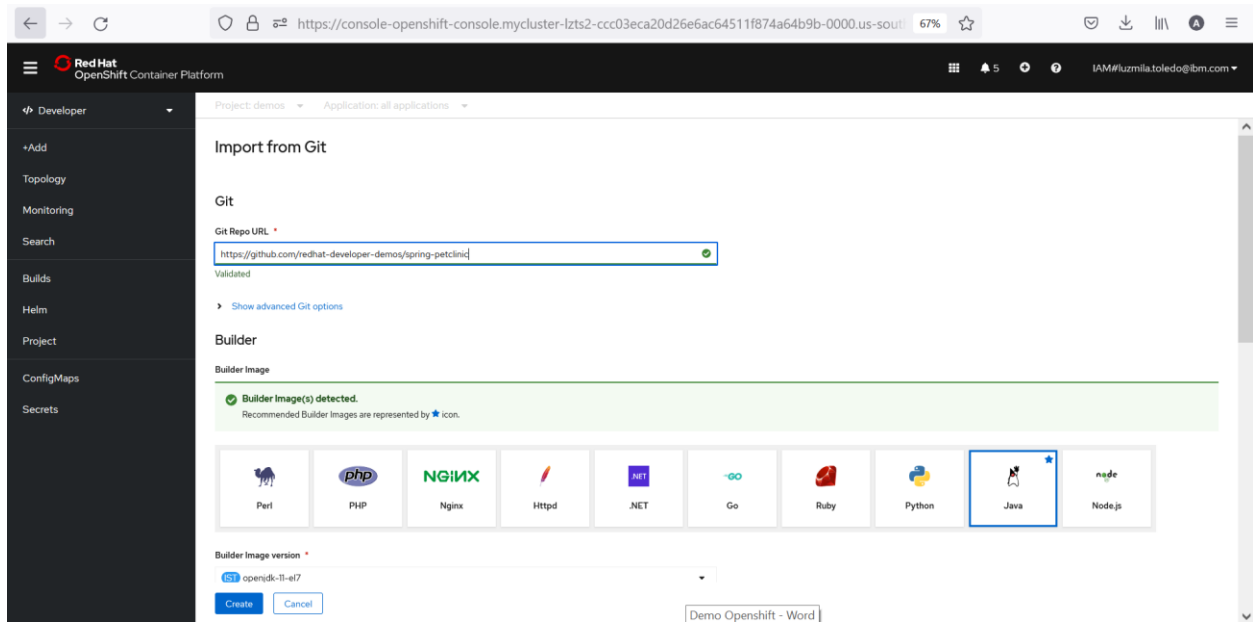 https://console-openshift-console.mycluster-lzts2-ccc03eca20d26e6ac64511f874a64b9b-0000.us-sout 67%
A
Red Hat
OpenShift Container Platform
5
IAM#luzmila.toledo@ibm.com
</> Developer
Project: demos
Application: all applications
+Add
Topology
Monitoring
Search
Builds
Helm
Project
ConfigMaps
Secrets
Import from Git
Git
Git Repo URL *
https://github.com/redhat-developer-demos/spring-petclinic
Validated
Show advanced Git options
Builder
Builder Image
Builder Image(s) detected.
Recommended Builder Images are represented by ★ icon.
php
NGiNX
.NET
GO
node
Perl
PHP
Nginx
Httpd
.NET
Go
Ruby
Python
Java
Node.js
Builder Image version *
IST openjdk-11-el7
Create
Cancel
Demo Openshift - Word